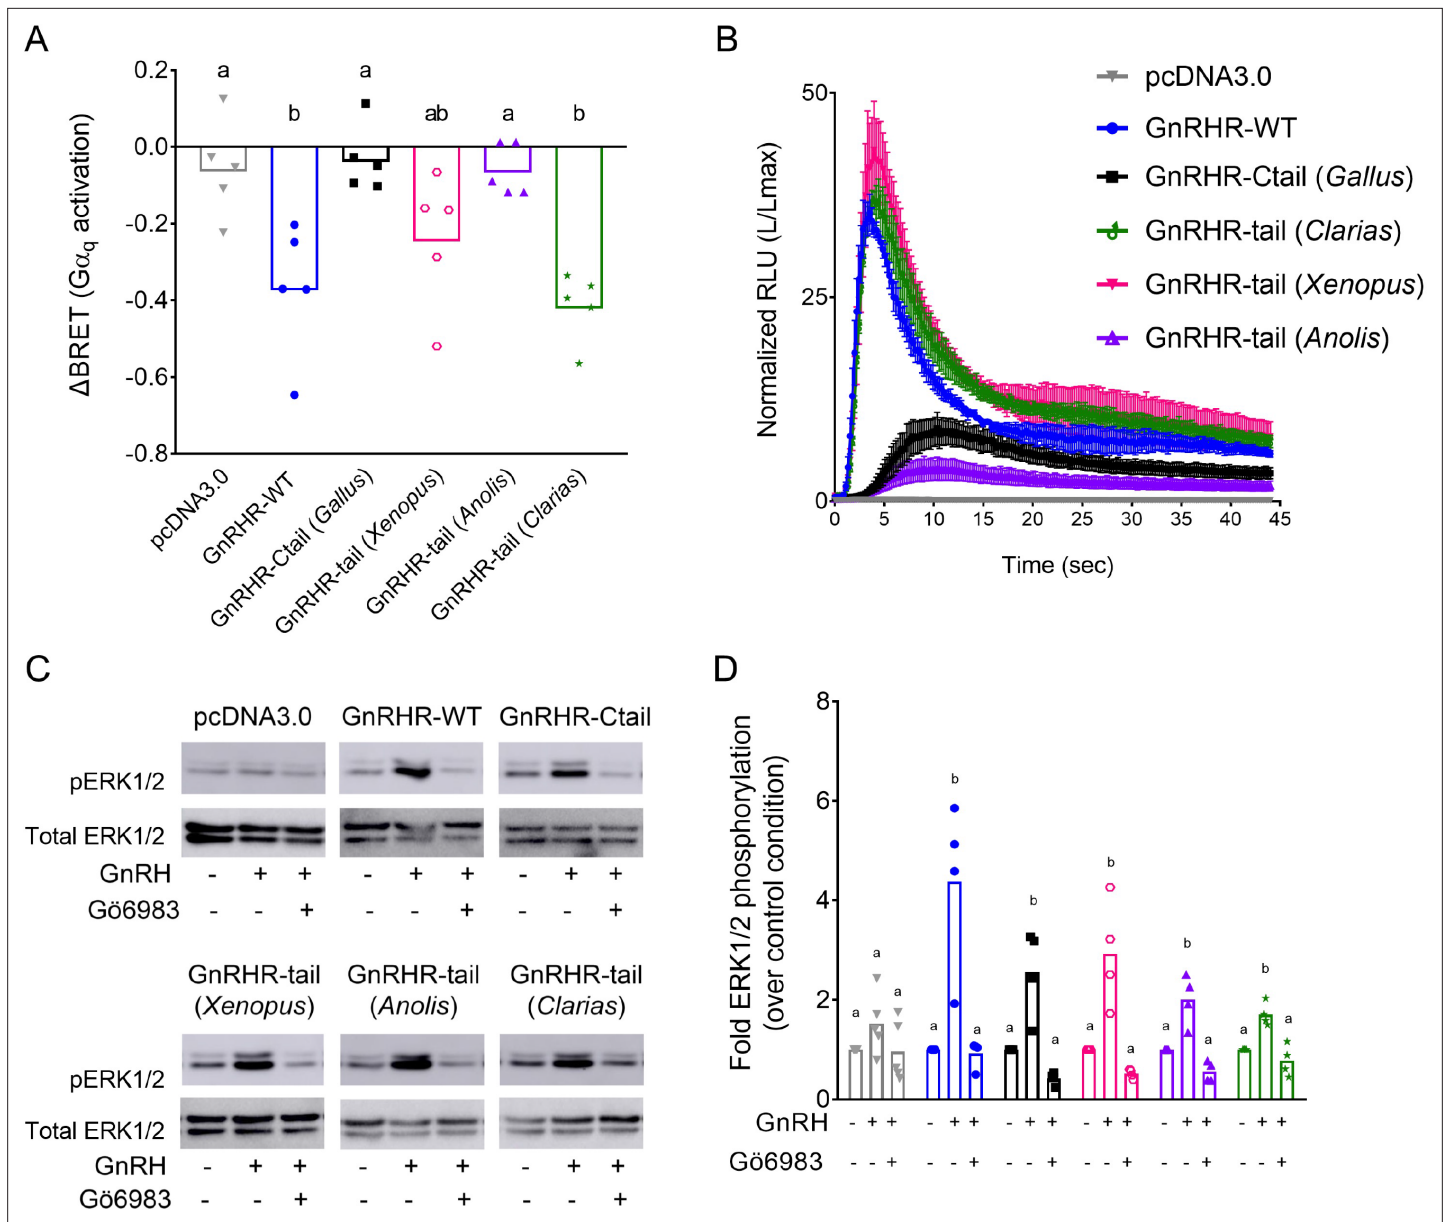 A
0.2
0.0
-0.2
-0.4
-0.6
-0.8
ΔBRET (Gαq activation)
a
b
a
ab
a
b
pcDNA3.0
GnRHR-WT
GnRHR-Ctail (Gallus)
GnRHR-tail (Xenopus)
GnRHR-tail (Anolis)
GnRHR-tail (Clarias)
B
50
25
0
Normalized RLU (L/Lmax)
0 5 10 15 20 25 30 35 40 45
Time (sec)
pcDNA3.0
GnRHR-WT
GnRHR-Ctail (Gallus)
GnRHR-tail (Clarias)
GnRHR-tail (Xenopus)
GnRHR-tail (Anolis)
C
pcDNA3.0 GnRHR-WT GnRHR-Ctail
pERK1/2
Total ERK1/2
GnRH - + + - + + - + +
Gö6983 - - + - - + - - +
GnRHR-tail GnRHR-tail GnRHR-tail
(Xenopus) (Anolis) (Clarias)
pERK1/2
Total ERK1/2
GnRH - + + - + + - + +
Gö6983 - - + - - + - - +
D
8
6
4
2
0
Fold ERK1/2 phosphorylation
(over control condition)
a a a a b a a b a a b a a b a a b a
GnRH - + + - + + - + + - + + - + + - + +
Gö6983 - - + - - + - - + - - + - - + - - +